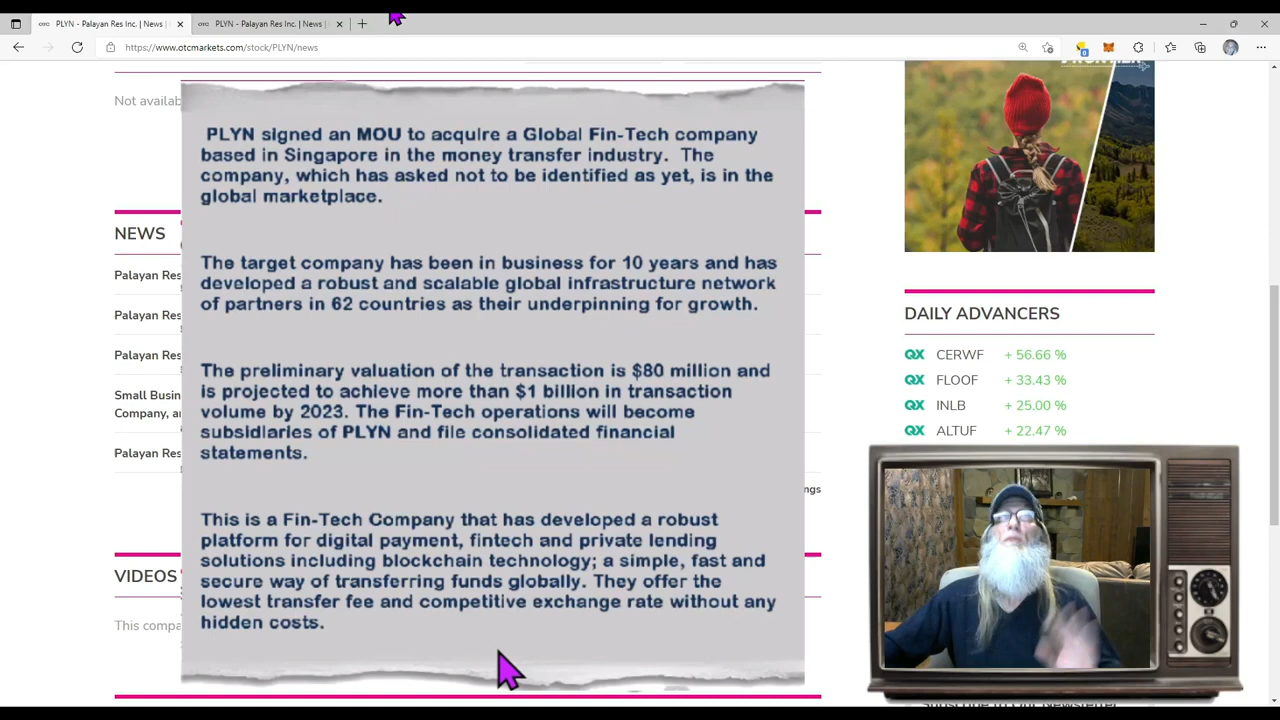 PLYN - Palayan Res Inc. | News |
PLYN - Palayan Res Inc. | News |
https://www.otcmarkets.com/stock/PLYN/news
Not availab
PLYN signed an MOU to acquire a Global Fin-Tech company
based in Singapore in the money transfer industry. The
company, which has asked not to be identified as yet, is in the
global marketplace.
NEWS
Palayan Res
The target company has been in business for 10 years and has
developed a robust and scalable global infrastructure network
of partners in 62 countries as their underpinning for growth.
Palayan Res
Palayan Res
The preliminary valuation of the transaction is $80 million and
is projected to achieve more than $1 billion in transaction
volume by 2023. The Fin-Tech operations will become
subsidiaries of PLYN and file consolidated financial
statements.
Small Busin
Company, a
Palayan Res
ngs
This is a Fin-Tech Company that has developed a robust
platform for digital payment, fintech and private lending
solutions including blockchain technology; a simple, fast and
secure way of transferring funds globally. They offer the
lowest transfer fee and competitive exchange rate without any
hidden costs.
VIDEOS
This compa
DAILY ADVANCERS
QX CERWF + 56.66 %
QX FLOOF + 33.43 %
QX INLB + 25.00 %
QX ALTUF + 22.47 %